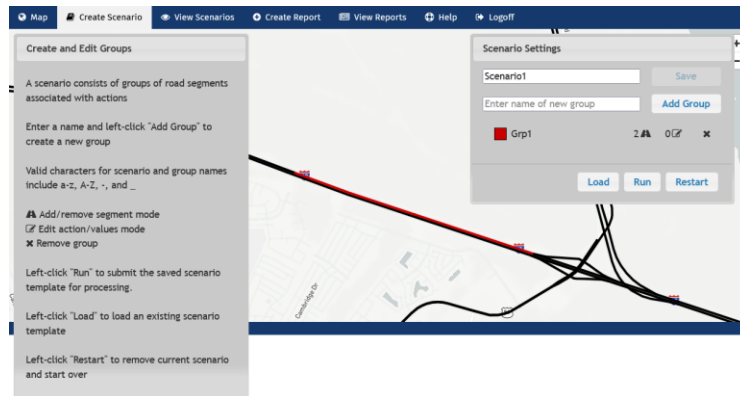 Map Create Scenario View Scenarios Create Report View Reports Help Logoff
Create and Edit Groups
A scenario consists of groups of road segments
associated with actions
Enter a name and left-click "Add Group" to
create a new group
Valid characters for scenario and group names
include a-z, A-Z, -, and _
Add/remove segment mode
Edit action/values mode
Remove group
Left-click "Run" to submit the saved scenario
template for processing.
Left-click "Load" to load an existing scenario
template
Left-click "Restart" to remove current scenario
and start over
Cambridge Dr
Scenario Settings
Scenario1 Save
Enter name of new group Add Group
Grp1 2 0
Load Run Restart